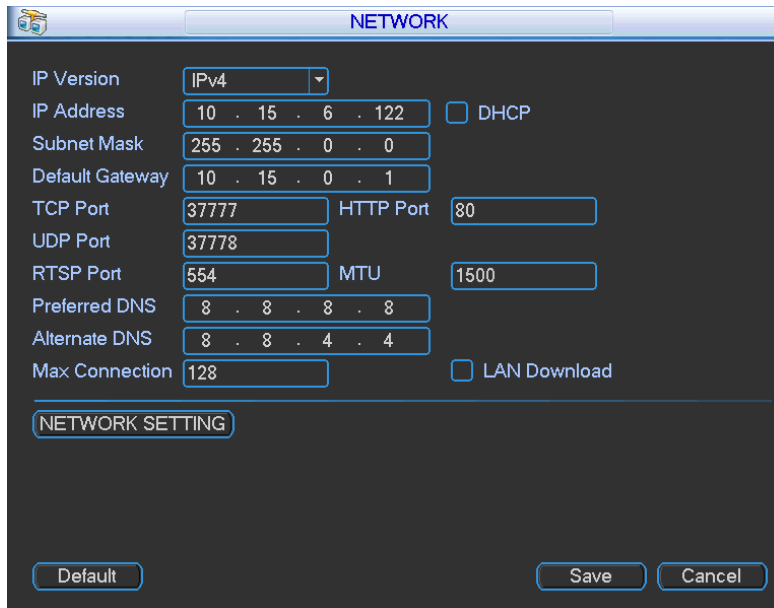 NETWORK
IP Version IPv4
IP Address 10 . 15 . 6 . 122 DHCP
Subnet Mask 255 . 255 . 0 . 0
Default Gateway 10 . 15 . 0 . 1
TCP Port 37777 HTTP Port 80
UDP Port 37778
RTSP Port 554 MTU 1500
Preferred DNS 8 . 8 . 8 . 8
Alternate DNS 8 . 8 . 4 . 4
Max Connection 128 LAN Download
NETWORK SETTING
Default Save Cancel